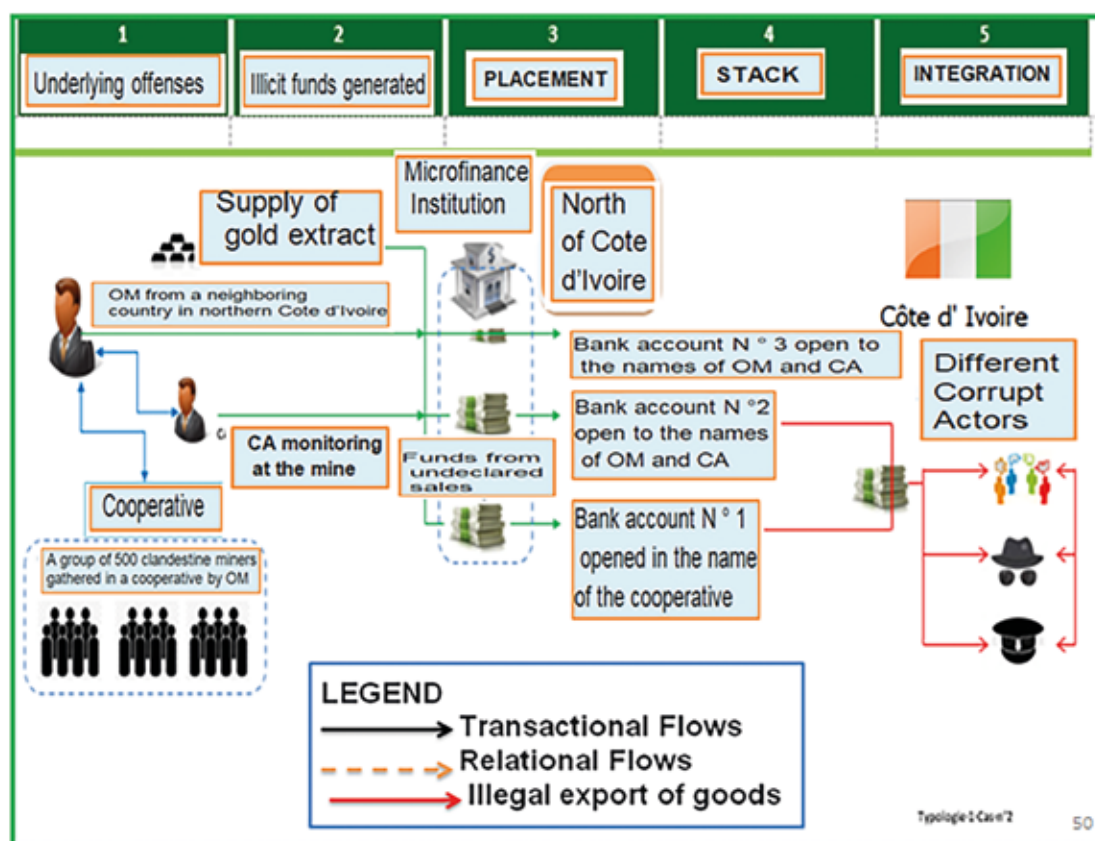 1
2
3
4
5
Underlying offenses
Illicit funds generated
PLACEMENT
STACK
INTEGRATION
Supply of
gold extract
Microfinance
Institution
North
of Cote
d'Ivoire
OM from a neighboring
country in northern Cote d'Ivoire
Côte d' Ivoire
Bank account N ° 3 open to
the names of OM and CA
Different
Corrupt
Actors
Bank account N °2
open to the names
of OM and CA
CA monitoring
at the mine
Funds from
undeclared
sales
Cooperative
Bank account N ° 1
opened in the name
of the cooperative
A group of 500 clandestine miners
gathered in a cooperative by OM
LEGEND
Transactional Flows
Relational Flows
Illegal export of goods
Typologie-1-Cas n°2
50